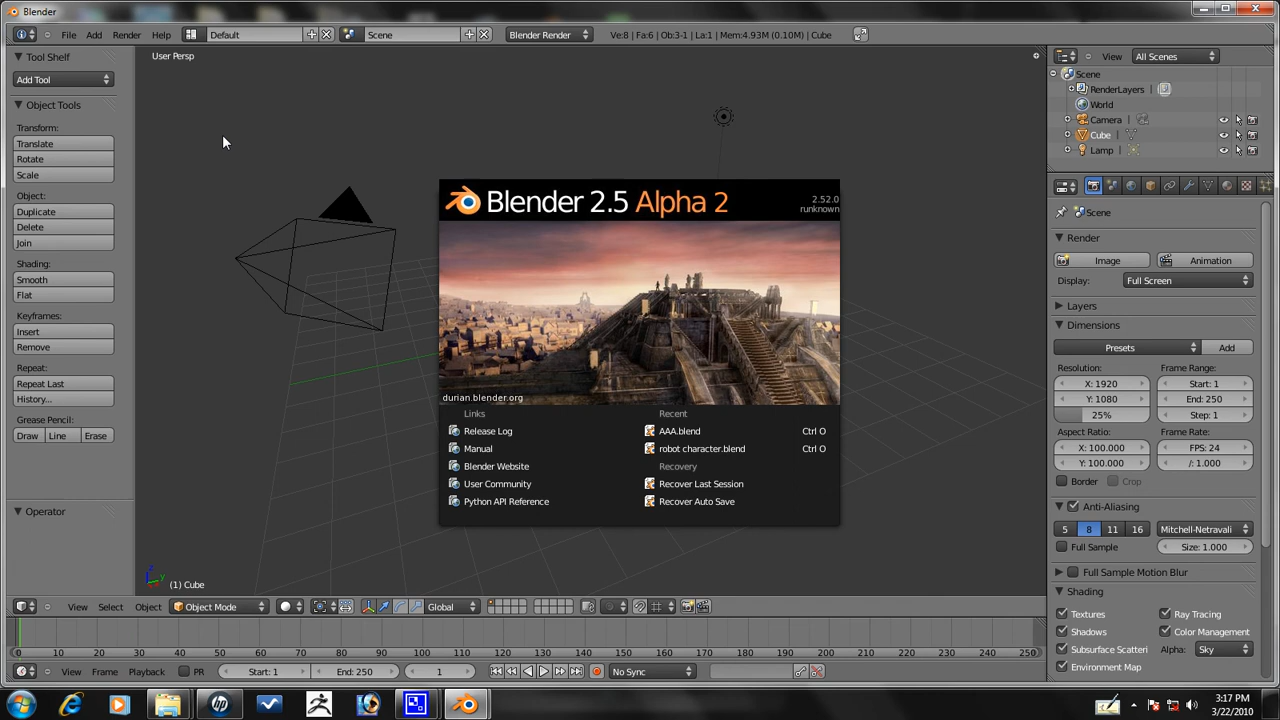 Blender
File Add Render Help Default Scene Blender Render Ve:8 | Fa:6 | Ob:3-1 | La:1 | Mem:4.93M (0.10M) | Cube
Tool Shelf
Add Tool
Object Tools
Transform:
Translate
Rotate
Scale
Object:
Duplicate
Delete
Join
Shading:
Smooth
Flat
Keyframes:
Insert
Remove
Repeat:
Repeat Last
History...
Grease Pencil:
Draw Line Erase
Operator
User Persp
Blender 2.5 Alpha 2
2.52.0
runknown
durian.blender.org
Links
Release Log
Manual
Blender Website
User Community
Python API Reference
Recent
AAA.blend Ctrl O
robot character.blend Ctrl O
Recovery
Recover Last Session
Recover Auto Save
(1) Cube
View Select Object Object Mode Global
View All Scenes
Scene
RenderLayers
World
Camera
Cube
Lamp
Scene
Render
Image Animation
Display: Full Screen
Layers
Dimensions
Presets Add
Resolution: Frame Range:
X: 1920 Start: 1
Y: 1080 End: 250
25% Step: 1
Aspect Ratio: Frame Rate:
X: 100.000 FPS: 24
Y: 100.000 /: 1.000
Border Crop
Anti-Aliasing
5 8 11 16 Mitchell-Netravali
Full Sample Size: 1.000
Full Sample Motion Blur
Shading
Textures Ray Tracing
Shadows Color Management
Subsurface Scatteri Alpha: Sky
Environment Map
0 10 20 30 40 50 60 70 80 90 100 110 120 130 140 150 160 170 180 190 200 210 220 230 240 250
View Frame Playback PR Start: 1 End: 250 1 No Sync
hp
3:17 PM
3/22/2010